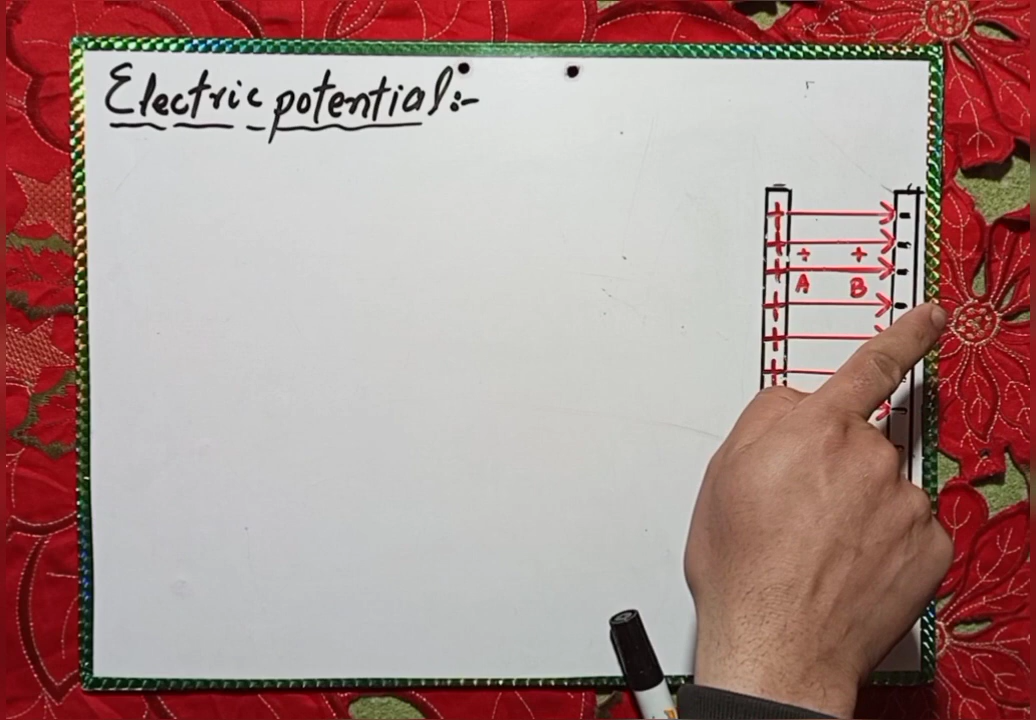 Electric potential:-
+ -
+ -
+ + +
+ -
A B
+ -
+
+